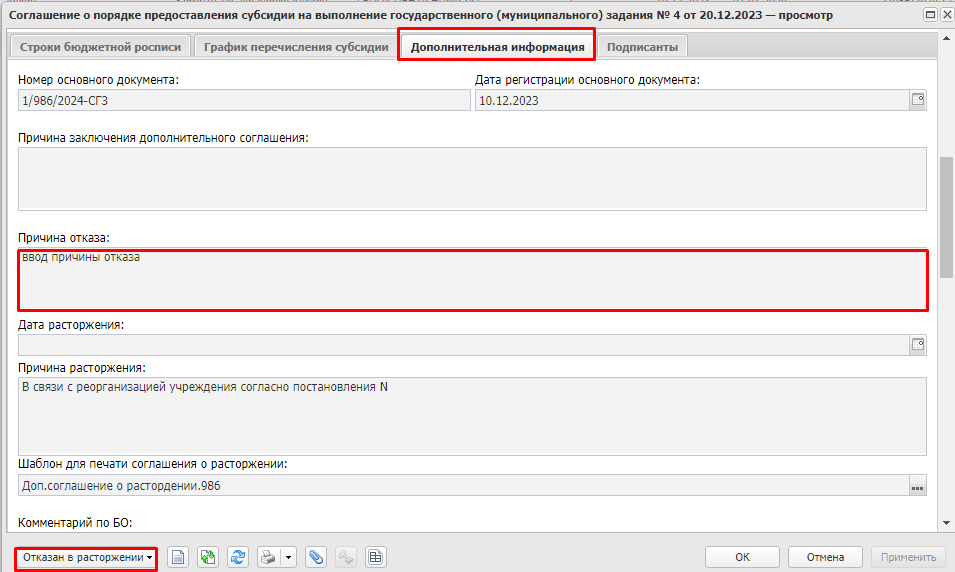 Соглашение о порядке предоставления субсидии на выполнение государственного (муниципального) задания № 4 от 20.12.2023 — просмотр
Строки бюджетной росписи График перечисления субсидии Дополнительная информация Подписанты
Номер основного документа: Дата регистрации основного документа:
1/986/2024-СГЗ 10.12.2023
Причина заключения дополнительного соглашения:
Причина отказа:
ввод причины отказа
Дата расторжения:
Причина расторжения:
В связи с реорганизацией учреждения согласно постановления N
Шаблон для печати соглашения о расторжении:
Доп.соглашение о растордении.986
Комментарий по БО:
Отказан в расторжении ОК Отмена Применить